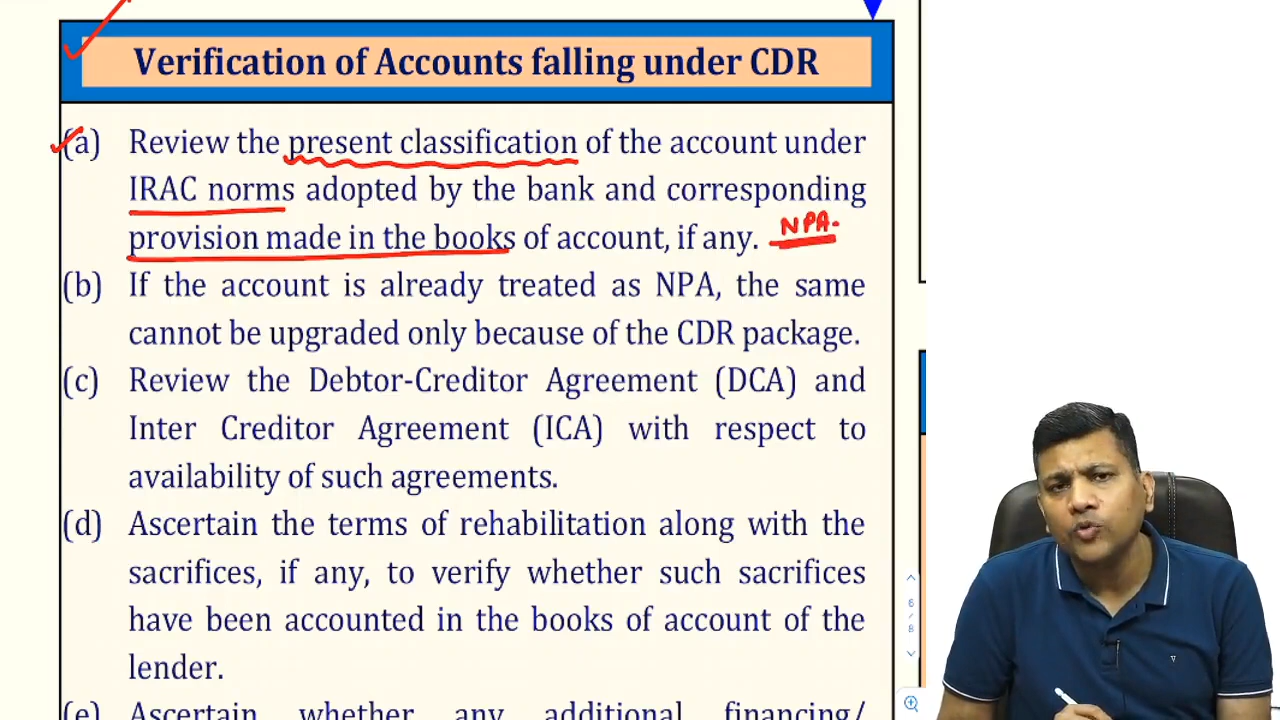 Verification of Accounts falling under CDR
(a) Review the present classification of the account under
IRAC norms adopted by the bank and corresponding
provision made in the books of account, if any. NPA.
(b) If the account is already treated as NPA, the same
cannot be upgraded only because of the CDR package.
(c) Review the Debtor-Creditor Agreement (DCA) and
Inter Creditor Agreement (ICA) with respect to
availability of such agreements.
(d) Ascertain the terms of rehabilitation along with the
sacrifices, if any, to verify whether such sacrifices
have been accounted in the books of account of the
lender.
(e) Ascertain whether any additional financing/
6
/
8